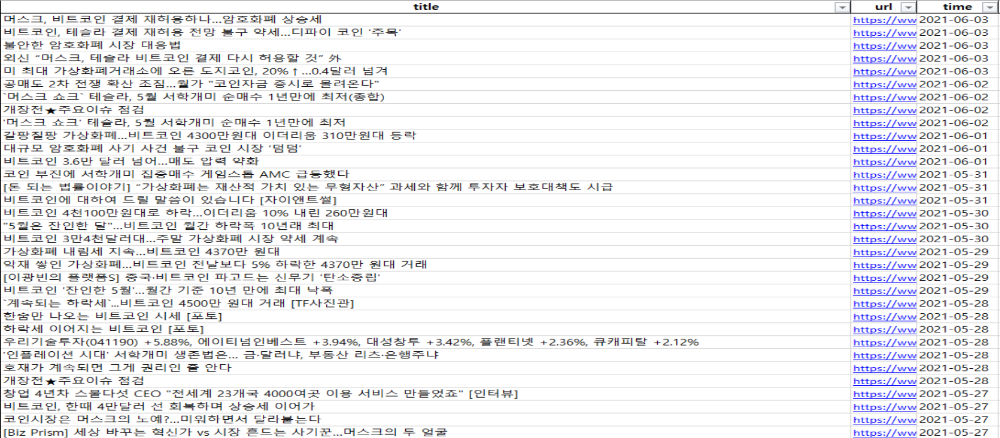 title url time
머스크, 비트코인 결제 재허용하나...암호화폐 상승세 https://ww 2021-06-03
비트코인, 테슬라 결제 재허용 전망 불구 약세...디파이 코인 ‘주목’ https://ww 2021-06-03
불안한 암호화폐 시장 대응법 https://ww 2021-06-03
외신 “머스크, 테슬라 비트코인 결제 다시 허용할 것” 外 https://ww 2021-06-03
미 최대 가상화폐거래소에 오른 도지코인, 20%↑...0.4달러 넘겨 https://ww 2021-06-03
공매도 2차 전쟁 확산 조짐...월가 "코인자금 증시로 몰려온다" https://ww 2021-06-02
`머스크 쇼크` 테슬라, 5월 서학개미 순매수 1년만에 최저(종합) https://ww 2021-06-02
개장전★주요이슈 점검 https://ww 2021-06-02
'머스크 쇼크' 테슬라, 5월 서학개미 순매수 1년만에 최저 https://ww 2021-06-02
갈팡질팡 가상화폐...비트코인 4300만원대 이더리움 310만원대 등락 https://ww 2021-06-01
대규모 암호화폐 사기 사건 불구 코인 시장 ‘덤덤’ https://ww 2021-06-01
비트코인 3.6만 달러 넘어...매도 압력 약화 https://ww 2021-06-01
코인 부진에 서학개미 집중매수 게임스톱 AMC 급등했다 https://ww 2021-05-31
[돈 되는 법률이야기] “가상화폐는 재산적 가치 있는 무형자산” 과세와 함께 투자자 보호대책도 시급 https://ww 2021-05-31
비트코인에 대하여 드릴 말씀이 있습니다 [자이앤트썰] https://ww 2021-05-31
비트코인 4천100만원대로 하락...이더리움 10% 내린 260만원대 https://ww 2021-05-30
"5월은 잔인한 달"...비트코인 월간 하락폭 10년래 최대 https://ww 2021-05-30
비트코인 3만4천달러대...주말 가상화폐 시장 약세 계속 https://ww 2021-05-30
가상화폐 내림세 지속...비트코인 4370만 원대 https://ww 2021-05-29
악재 쌓인 가상화폐...비트코인 전날보다 5% 하락한 4370만 원대 거래 https://ww 2021-05-29
[이광빈의 플랫폼S] 중국·비트코인 파고드는 신무기 '탄소중립' https://ww 2021-05-29
비트코인 '잔인한 5월'...월간 기준 10년 만에 최대 낙폭 https://ww 2021-05-29
`계속되는 하락세`...비트코인 4500만 원대 거래 [TF사진관] https://ww 2021-05-28
한숨만 나오는 비트코인 시세 [포토] https://ww 2021-05-28
하락세 이어지는 비트코인 [포토] https://ww 2021-05-28
우리기술투자(041190) +5.88%, 에이티넘인베스트 +3.94%, 대성창투 +3.42%, 플랜티넷 +2.36%, 큐캐피탈 +2.12% https://ww 2021-05-28
‘인플레이션 시대’ 서학개미 생존법은... 금·달러냐, 부동산 리츠·은행주냐 https://ww 2021-05-28
호재가 계속되면 그게 권리인 줄 안다 https://ww 2021-05-28
개장전★주요이슈 점검 https://ww 2021-05-28
창업 4년차 스물다섯 CEO "전세계 23개국 4000여곳 이용 서비스 만들었죠" [인터뷰] https://ww 2021-05-27
비트코인, 한때 4만달러 선 회복하며 상승세 이어가 https://ww 2021-05-27
코인시장은 머스크의 노예?...미워하면서 달라붙는다 https://ww 2021-05-27
[Biz Prism] 세상 바꾸는 혁신가 vs 시장 흔드는 사기꾼...머스크의 두 얼굴 https://ww 2021-05-27